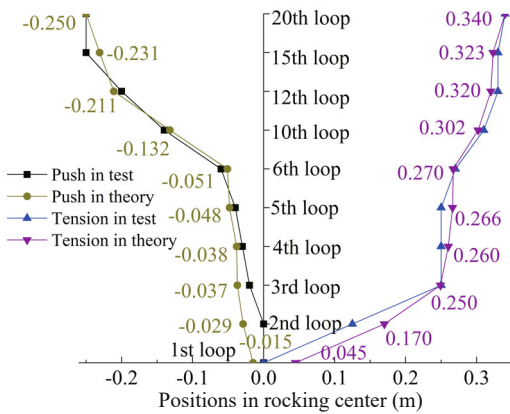 -0.250
20th loop
0.340
-0.231
15th loop
0.323
-0.211
12th loop
0.320
-0.132
10th loop
0.302
Push in test
-0.051
6th loop
0.270
Push in theory
-0.048
5th loop
0.266
Tension in test
Tension in theory
-0.038
4th loop
0.260
-0.037
3rd loop
0.250
-0.029
2nd loop
0.170
-0.015
1st loop
0.045
-0.2 -0.1 0.0 0.1 0.2 0.3
Positions in rocking center (m)